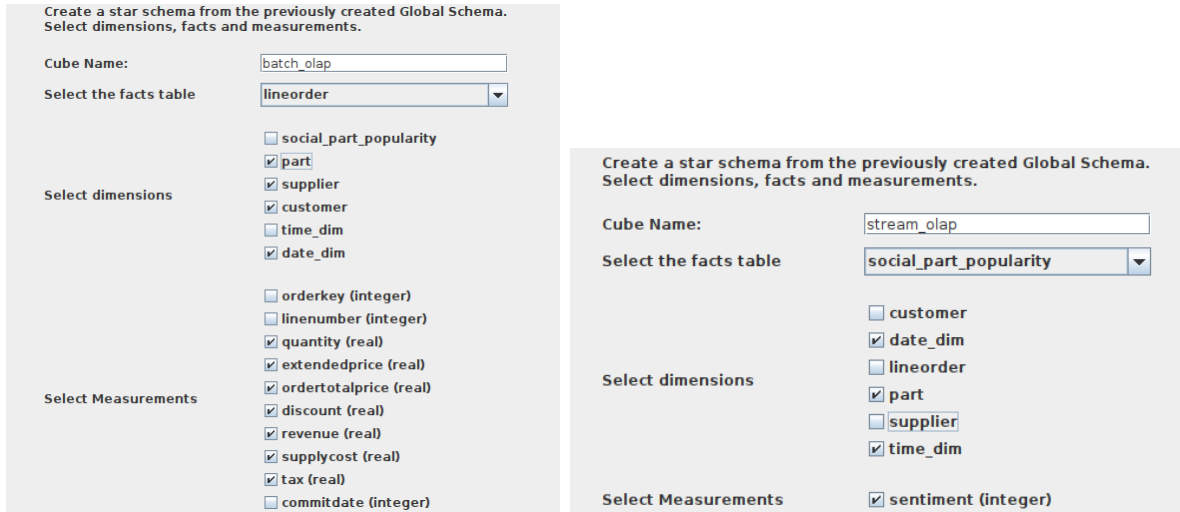 Create a star schema from the previously created Global Schema.
Select dimensions, facts and measurements.
Cube Name:
batch_olap
Select the facts table
lineorder
Select dimensions
social_part_popularity
part
supplier
customer
time_dim
date_dim
Select Measurements
orderkey (integer)
linenumber (integer)
quantity (real)
extendedprice (real)
ordertotalprice (real)
discount (real)
revenue (real)
supplycost (real)
tax (real)
commitdate (integer)
Create a star schema from the previously created Global Schema.
Select dimensions, facts and measurements.
Cube Name:
stream_olap
Select the facts table
social_part_popularity
Select dimensions
customer
date_dim
lineorder
part
supplier
time_dim
Select Measurements
sentiment (integer)